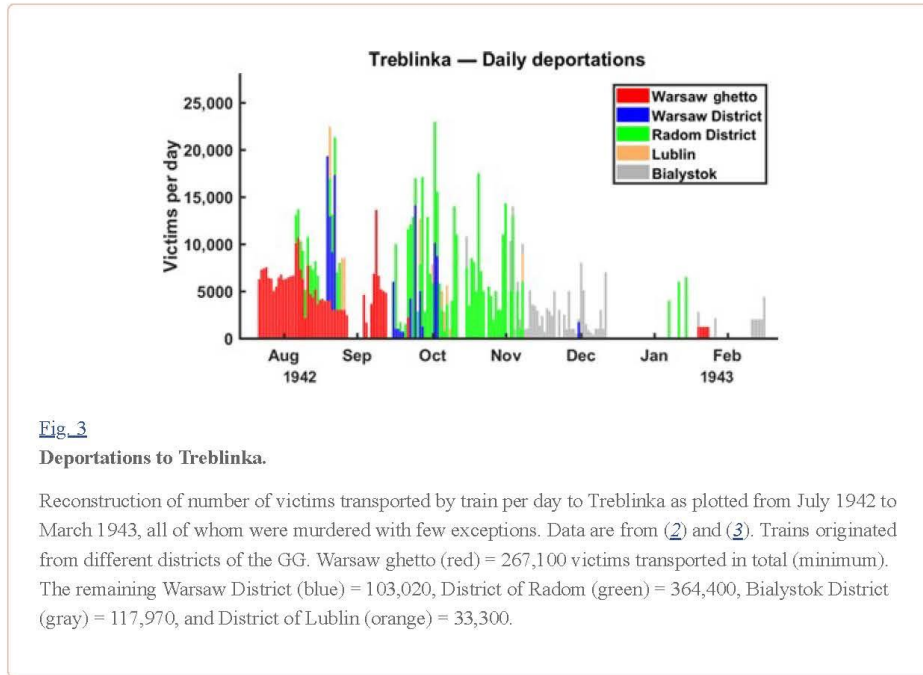 Treblinka — Daily deportations
Victims per day
25,000
20,000
15,000
10,000
5000
0
Warsaw ghetto
Warsaw District
Radom District
Lublin
Bialystok
Aug Sep Oct Nov Dec Jan Feb
1942 1943
Fig. 3
Deportations to Treblinka.
Reconstruction of number of victims transported by train per day to Treblinka as plotted from July 1942 to
March 1943, all of whom were murdered with few exceptions. Data are from (2) and (3). Trains originated
from different districts of the GG. Warsaw ghetto (red) = 267,100 victims transported in total (minimum).
The remaining Warsaw District (blue) = 103,020, District of Radom (green) = 364,400, Bialystok District
(gray) = 117,970, and District of Lublin (orange) = 33,300.